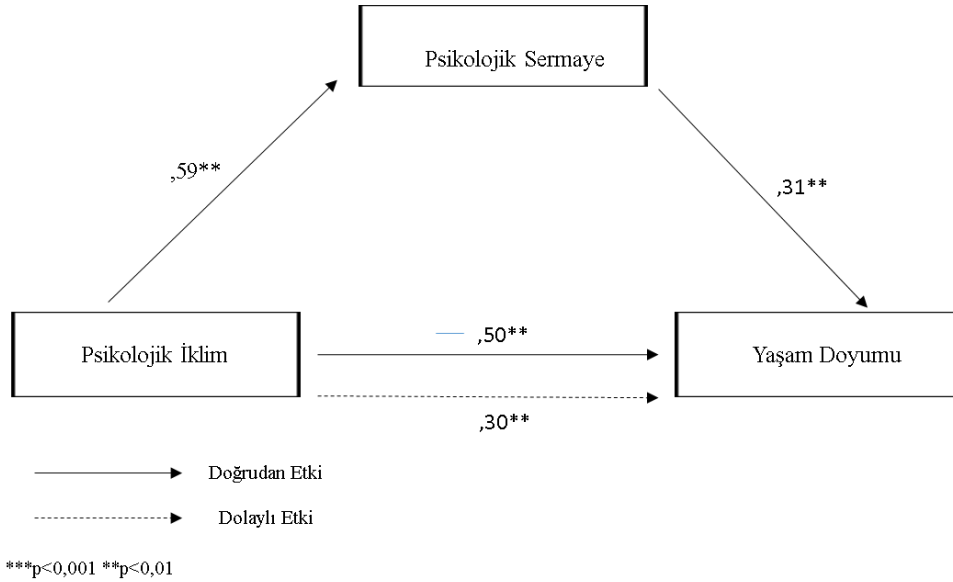 Psikolojik Sermaye
,59**
,31**
,50**
Psikolojik İklim
Yaşam Doyumu
,30**
Doğrudan Etki
Dolaylı Etki
***p<0,001 **p<0,01